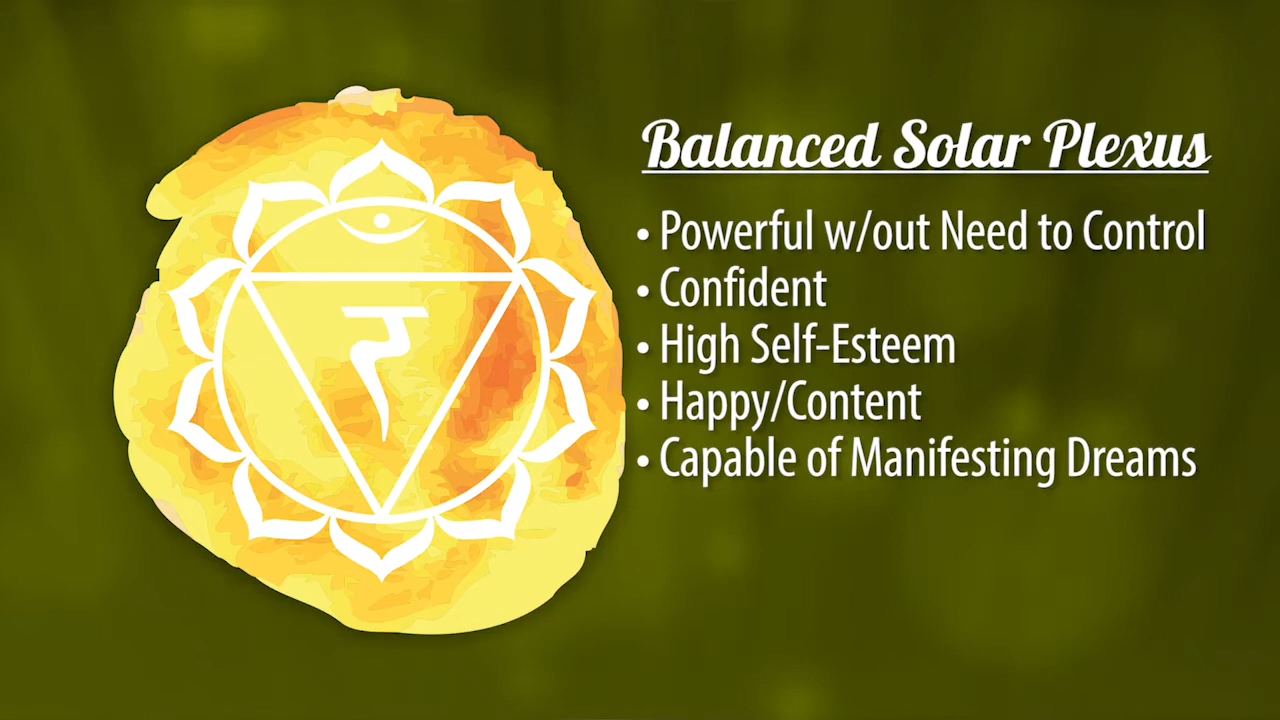 र
Balanced Solar Plexus
• Powerful w/out Need to Control
• Confident
• High Self-Esteem
• Happy/Content
• Capable of Manifesting Dreams